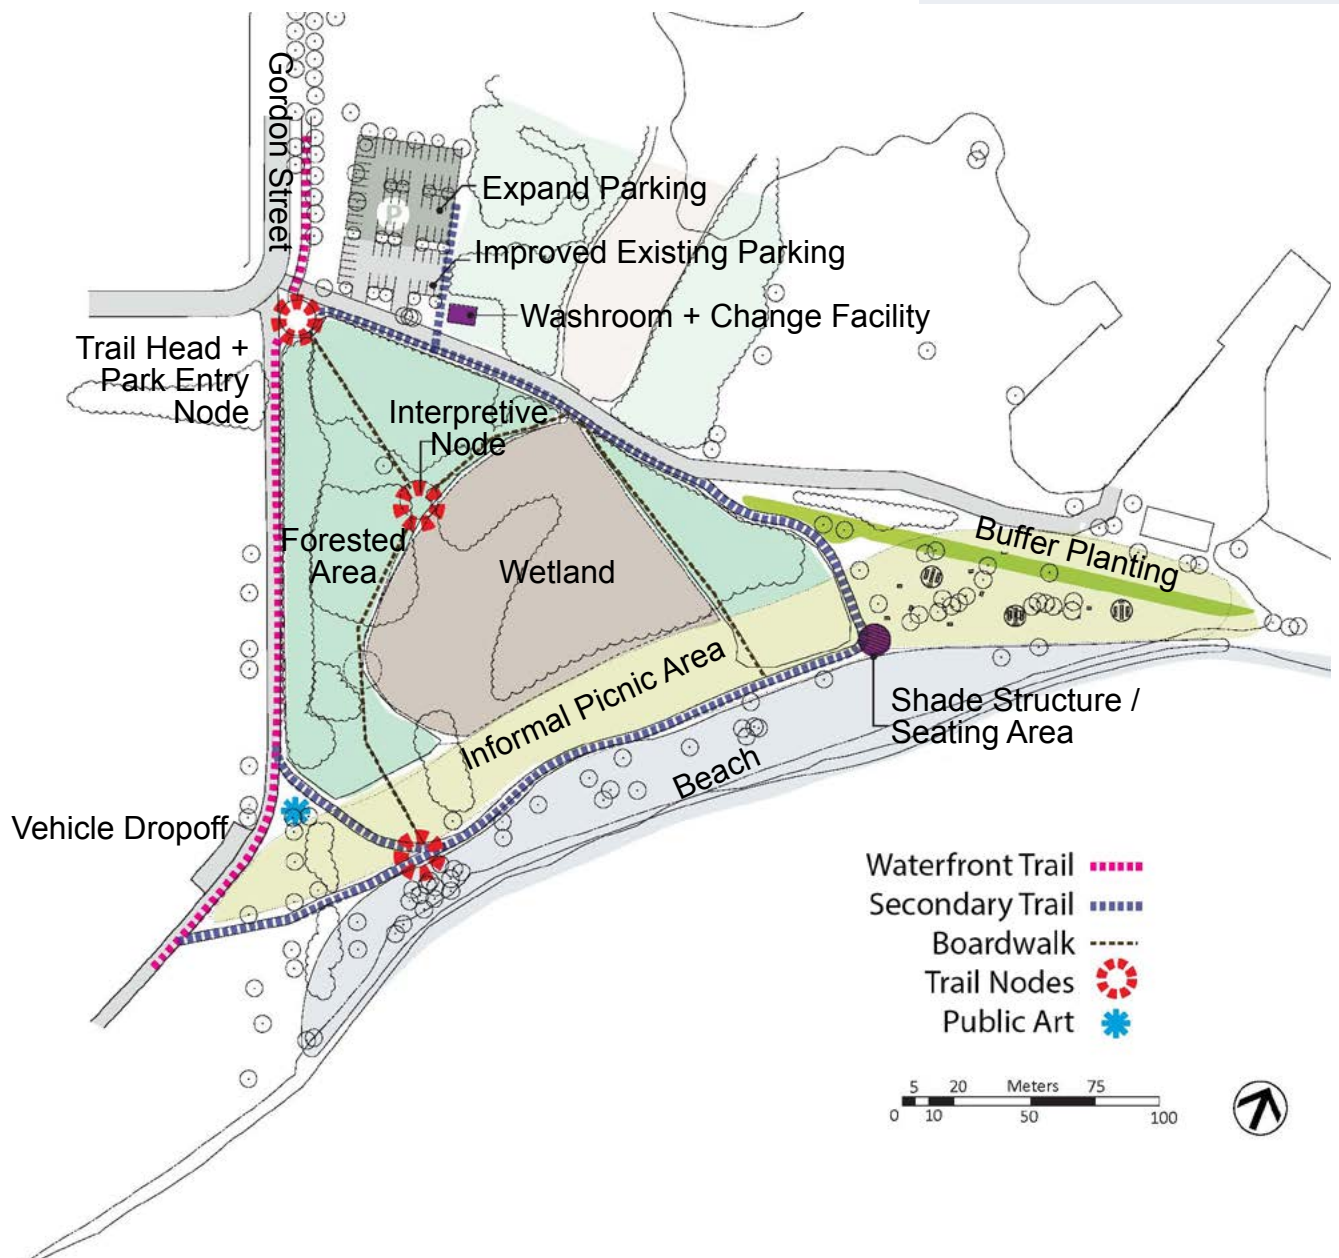 Gordon Street
P
Expand Parking
Improved Existing Parking
Washroom + Change Facility
Trail Head +
Park Entry
Node
Interpretive
Node
Forested
Area
Wetland
Buffer Planting
Informal Picnic Area
Shade Structure /
Seating Area
Beach
Vehicle Dropoff
Waterfront Trail
Secondary Trail
Boardwalk
Trail Nodes
Public Art
5 20 Meters 75
0 10 50 100